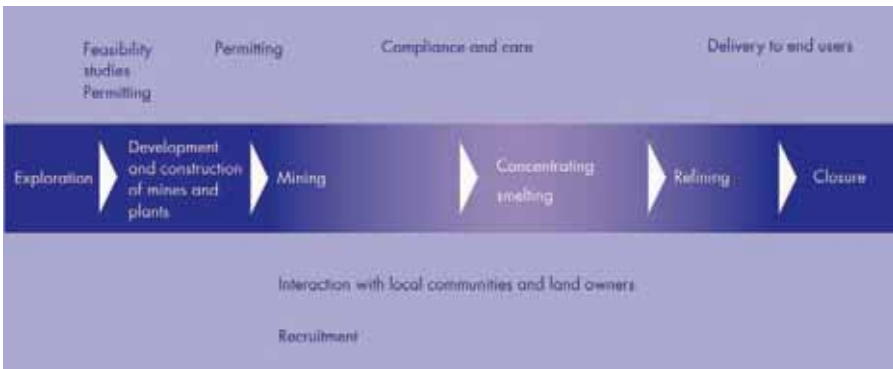 Feasibility
studies
Permitting
Permitting
Compliance and care
Delivery to end users
Exploration
Development
and construction
of mines and
plants
Mining
Concentrating
smelting
Refining
Closure
Interaction with local communities and land owners
Recruitment